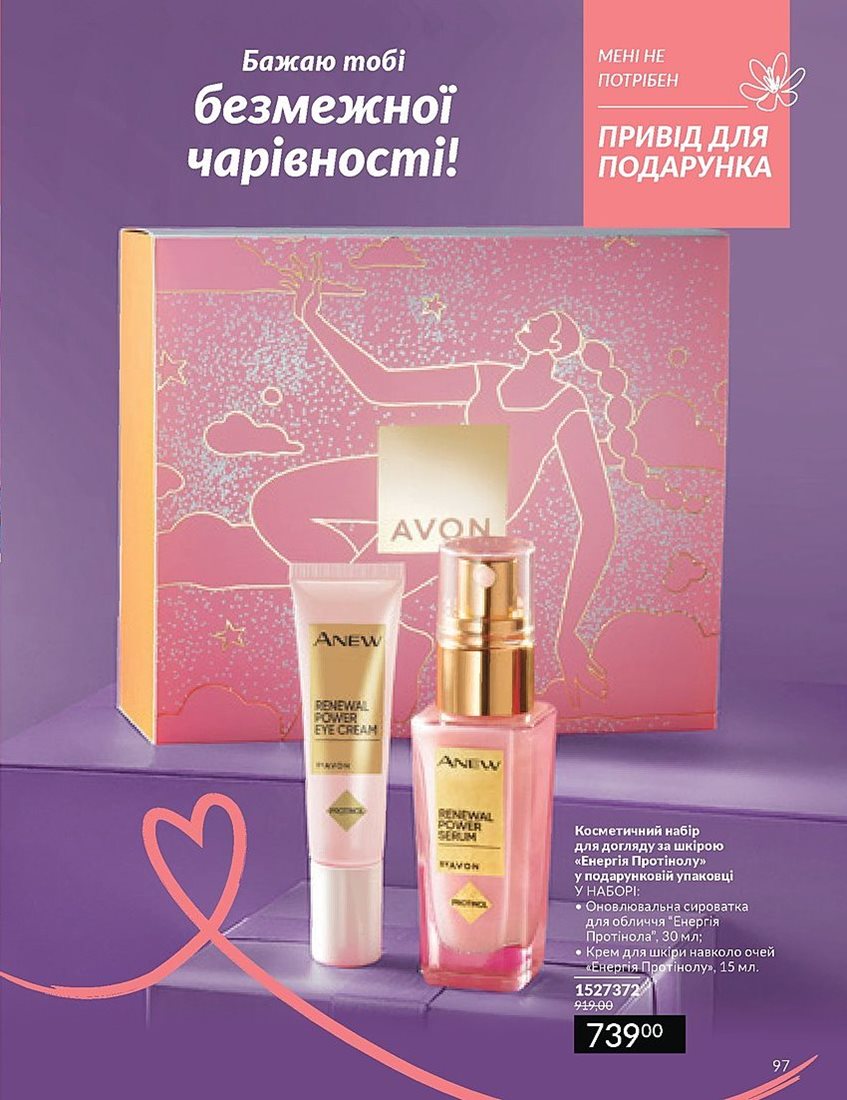 Бажаю тобі
безмежної
чарівності!
МЕНІ НЕ
ПОТРІБЕН
ПРИВІД ДЛЯ
ПОДАРУНКА
AVON
ANEW
RENEWAL
POWER
EYE CREAM
BY AVON
PROTINOL
ANEW
RENEWAL
POWER
SERUM
BY AVON
PROTINOL
Косметичний набір
для догляду за шкірою
«Енергія Протінолу»
у подарунковій упаковці
У НАБОРІ:
• Оновлювальна сироватка
для обличчя "Енергія
Протінола", 30 мл;
• Крем для шкіри навколо очей
«Енергія Протінолу», 15 мл.
1527372
919,00
73900
97